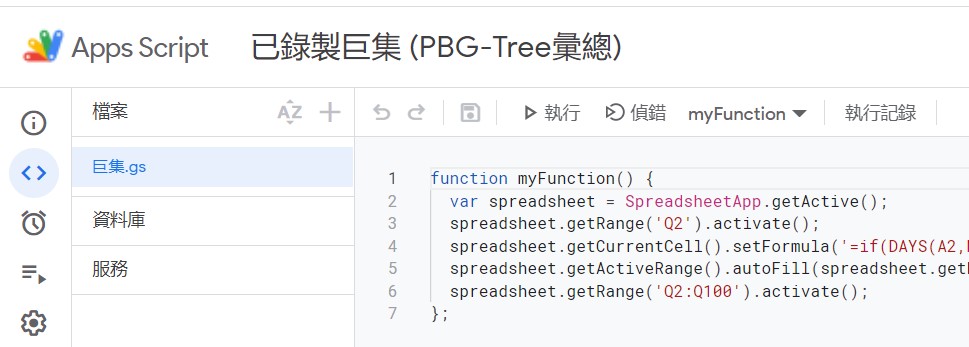 Apps Script 已錄製巨集 (PBG-Tree彙總)
檔案 AZ
執行 偵錯 myFunction 執行記錄
巨集.gs
資料庫
服務
1 function myFunction() {
2 var spreadsheet = SpreadsheetApp.getActive();
3 spreadsheet.getRange('Q2').activate();
4 spreadsheet.getCurrentCell().setFormula('=if(DAYS(A2,
5 spreadsheet.getActiveRange().autoFill(spreadsheet.get
6 spreadsheet.getRange('Q2:Q100').activate();
7 };